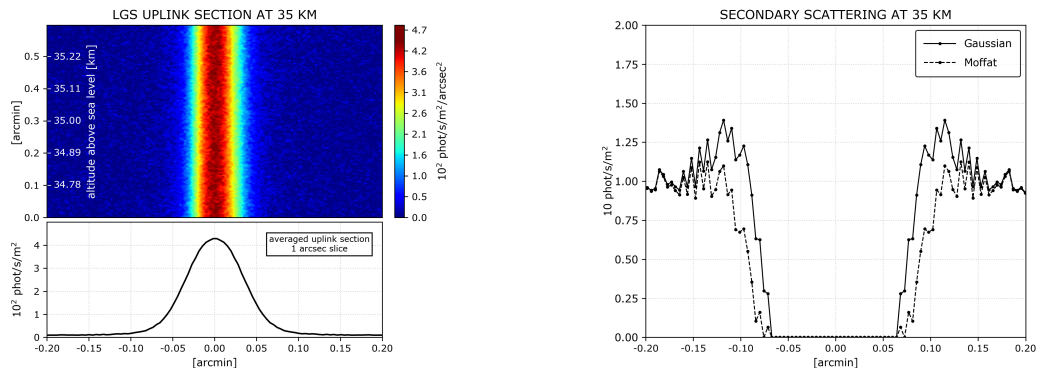 LGS UPLINK SECTION AT 35 KM
[arcmin]
0.5
0.4
0.3
0.2
0.1
0.0
35.22
35.11
35.00
34.89
34.78
altitude above sea level [km]
4.7
4.2
3.6
3.1
2.6
2.1
1.6
1.0
0.5
0.0
10² phot/s/m²/arcsec²
10² phot/s/m²
4
3
2
1
0
averaged uplink section
1 arcsec slice
-0.20 -0.15 -0.10 -0.05 0.00 0.05 0.10 0.15 0.20
[arcmin]
SECONDARY SCATTERING AT 35 KM
10 phot/s/m²
2.00
1.75
1.50
1.25
1.00
0.75
0.50
0.25
0.00
Gaussian
Moffat
-0.20 -0.10 -0.05 0.00 0.10 0.20
[arcmin]